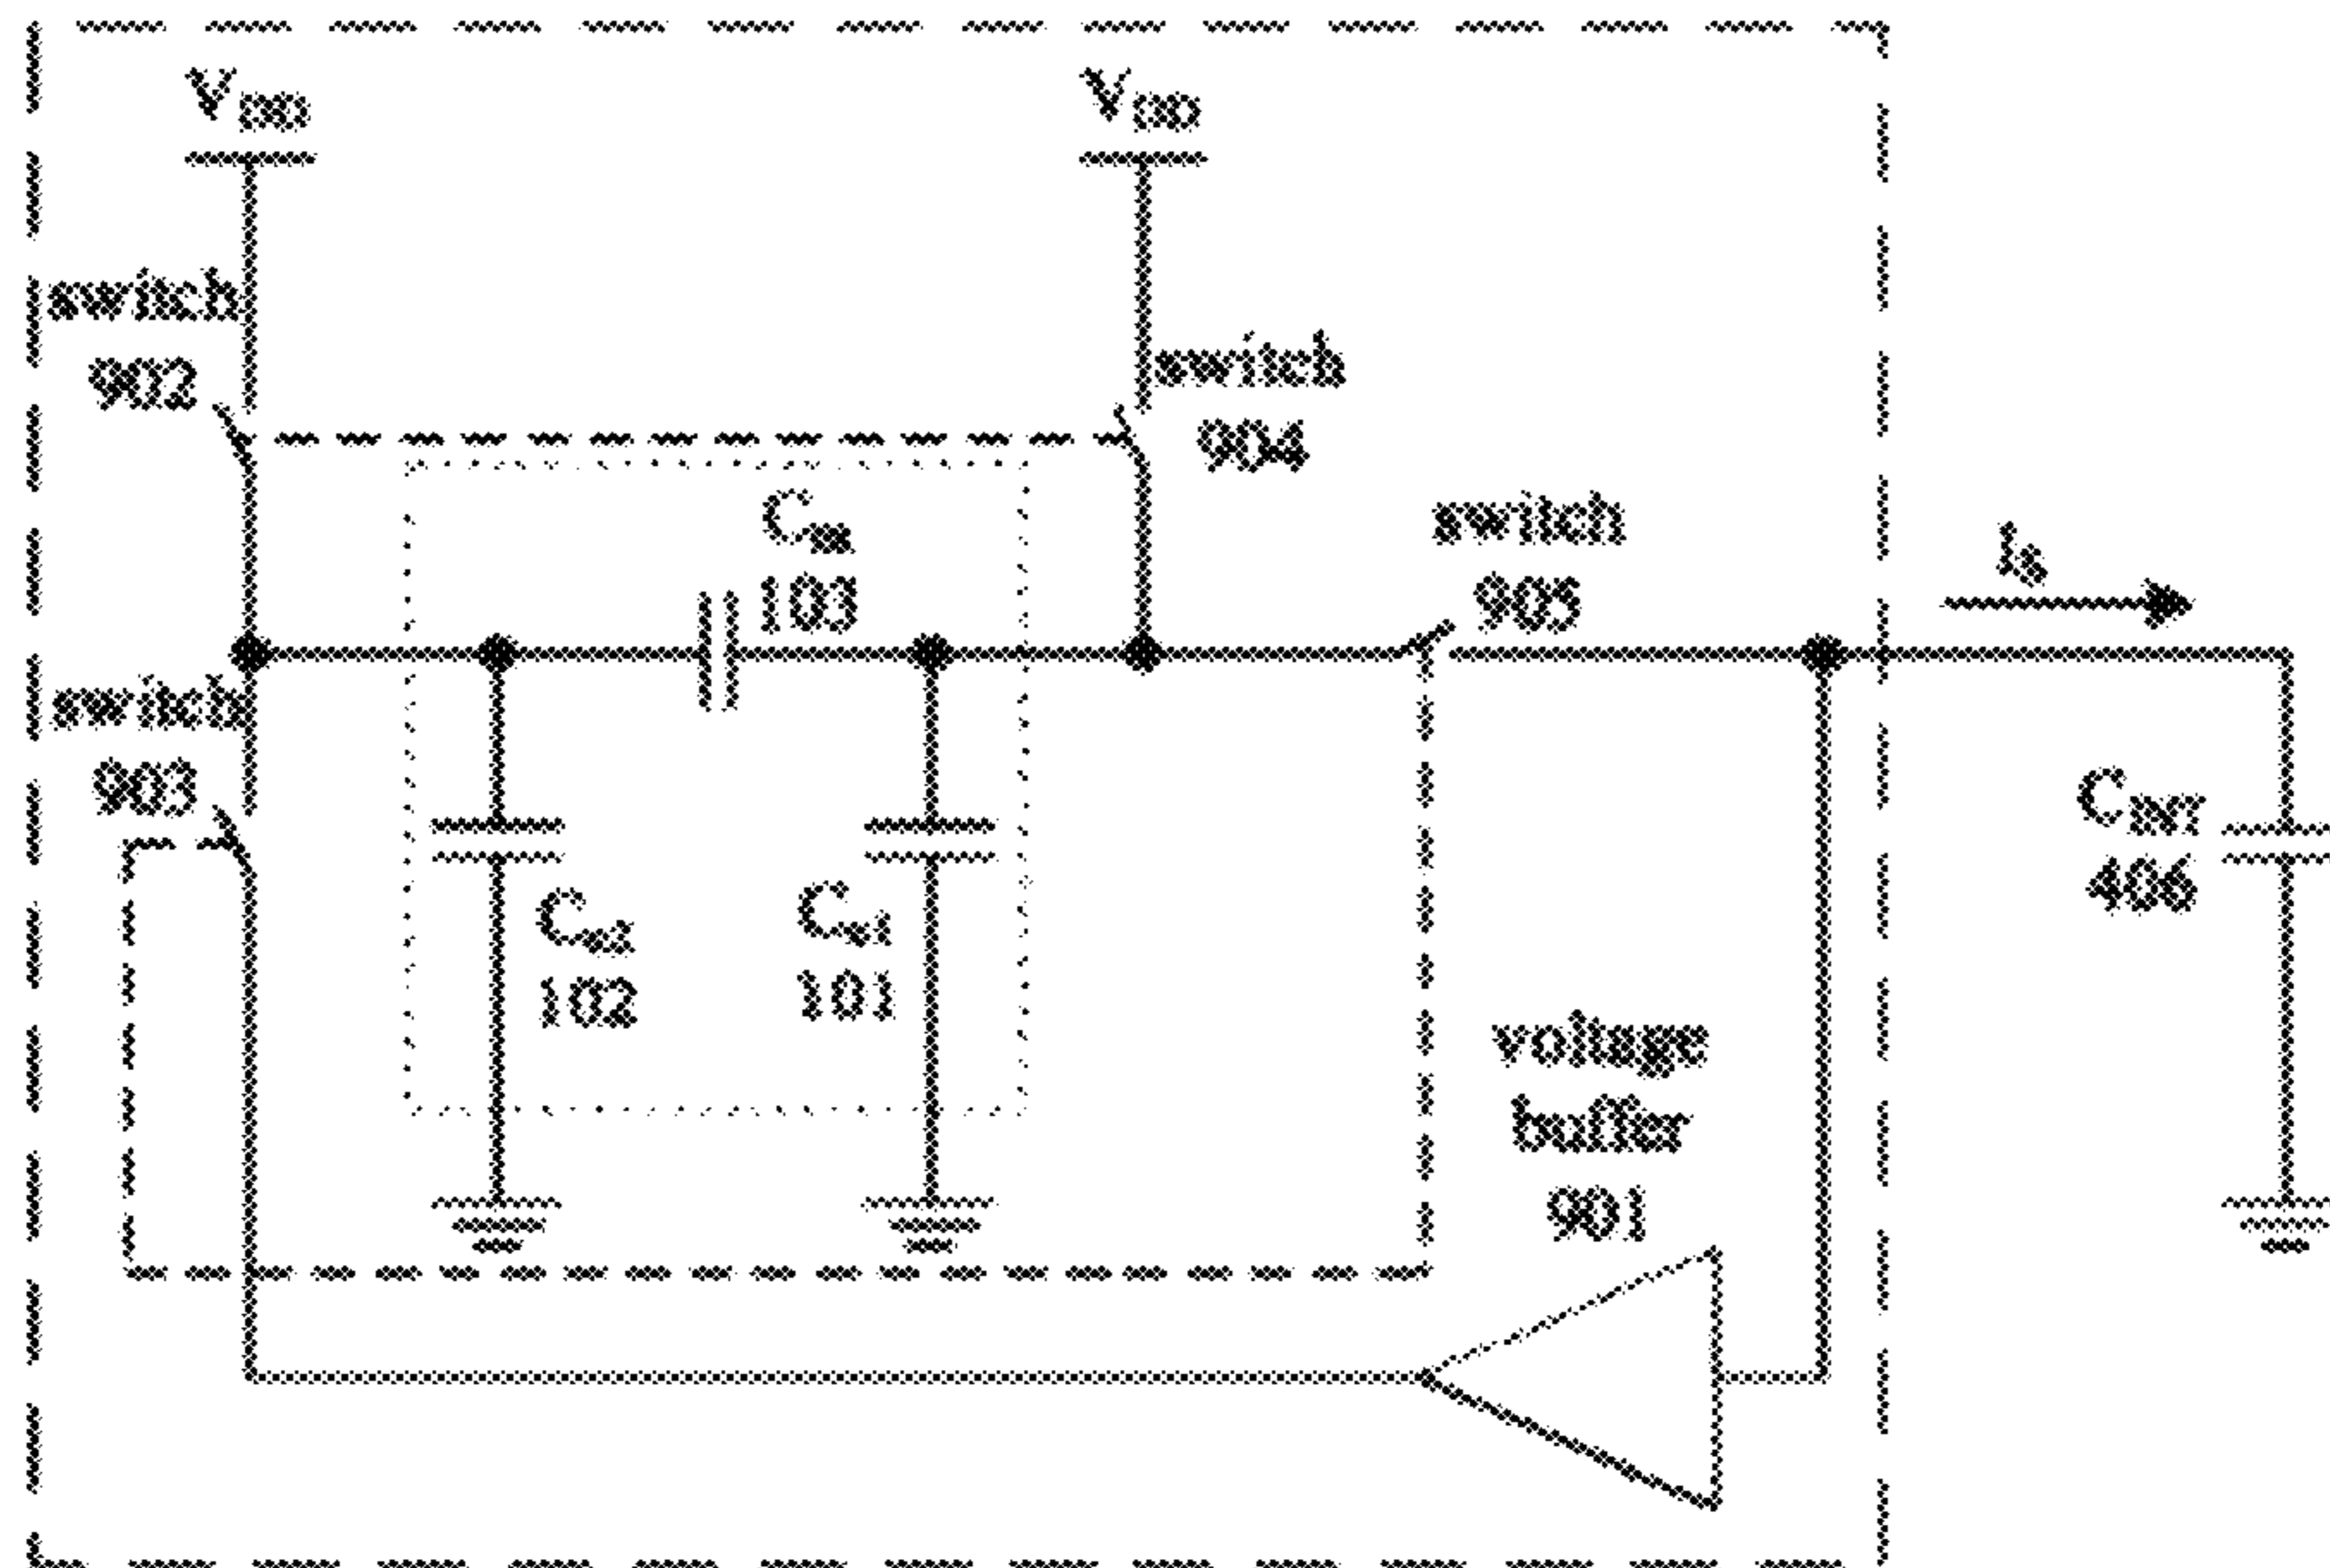 VDD
VDD
switch
902
switch
904
Cm
103
switch
905
Is
switch
903
Cs2
102
Cs1
101
CINT
406
voltage
buffer
901